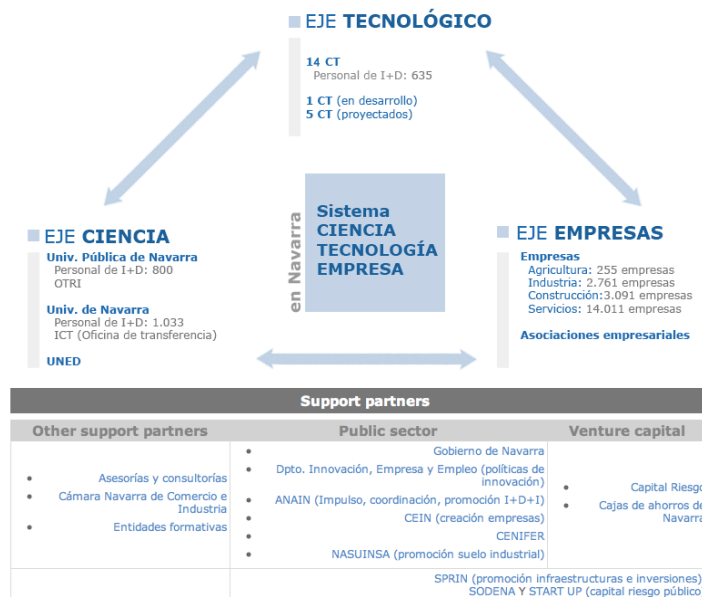 EJE TECNOLÓGICO
14 CT
Personal de I+D: 635
1 CT (en desarrollo)
5 CT (proyectados)
en Navarra
Sistema
CIENCIA
TECNOLOGÍA
EMPRESA
EJE CIENCIA
Univ. Pública de Navarra
Personal de I+D: 800
OTRI
Univ. de Navarra
Personal de I+D: 1.033
ICT (Oficina de transferencia)
UNED
EJE EMPRESAS
Empresas
Agricultura: 255 empresas
Industria: 2.761 empresas
Construcción:3.091 empresas
Servicios: 14.011 empresas
Asociaciones empresariales
Support partners
Other support partners
Asesorías y consultorías
Cámara Navarra de Comercio e
Industria
Entidades formativas
Public sector
Gobierno de Navarra
Dpto. Innovación, Empresa y Empleo (políticas de
innovación)
ANAIN (Impulso, coordinación, promoción I+D+I)
CEIN (creación empresas)
CENIFER
NASUINSA (promoción suelo industrial)
Venture capital
Capital Riesgo
Cajas de ahorros de
Navarra
SPRIN (promoción infraestructuras e inversiones)
SODENA Y START UP (capital riesgo público)